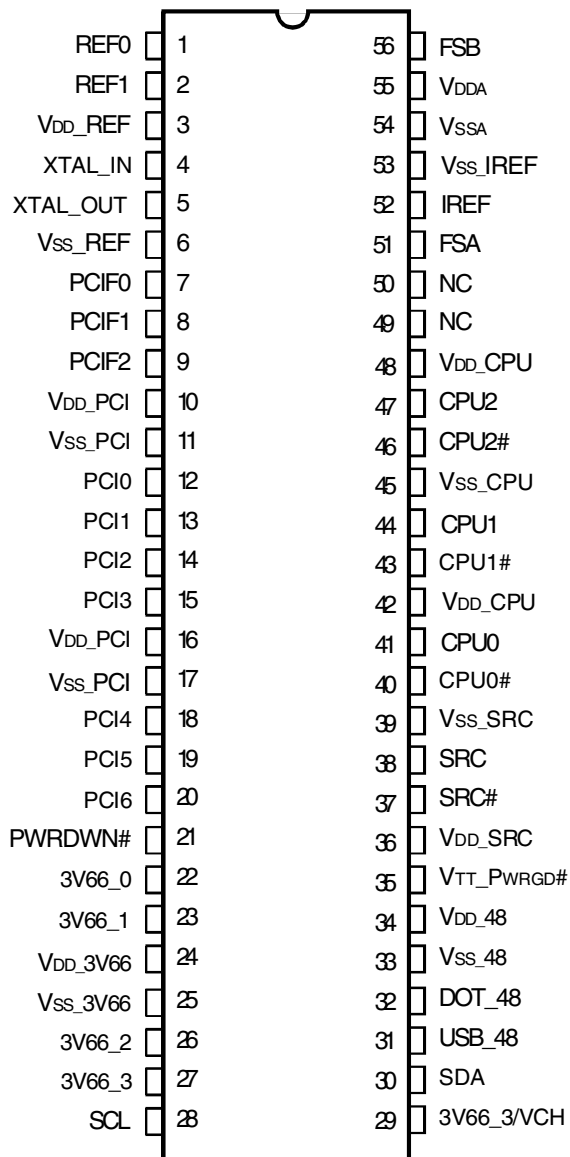 REF0 1 56 FSB
REF1 2 55 VDDA
VDD_REF 3 54 VSSA
XTAL_IN 4 53 VSS_IREF
XTAL_OUT 5 52 IREF
VSS_REF 6 51 FSA
PCIF0 7 50 NC
PCIF1 8 49 NC
PCIF2 9 48 VDD_CPU
VDD_PCI 10 47 CPU2
VSS_PCI 11 46 CPU2#
PCI0 12 45 VSS_CPU
PCI1 13 44 CPU1
PCI2 14 43 CPU1#
PCI3 15 42 VDD_CPU
VDD_PCI 16 41 CPU0
VSS_PCI 17 40 CPU0#
PCI4 18 39 VSS_SRC
PCI5 19 38 SRC
PCI6 20 37 SRC#
PWRDWN# 21 36 VDD_SRC
3V66_0 22 35 VTT_PWRGD#
3V66_1 23 34 VDD_48
VDD_3V66 24 33 VSS_48
VSS_3V66 25 32 DOT_48
3V66_2 26 31 USB_48
3V66_3 27 30 SDA
SCL 28 29 3V66_3/VCH